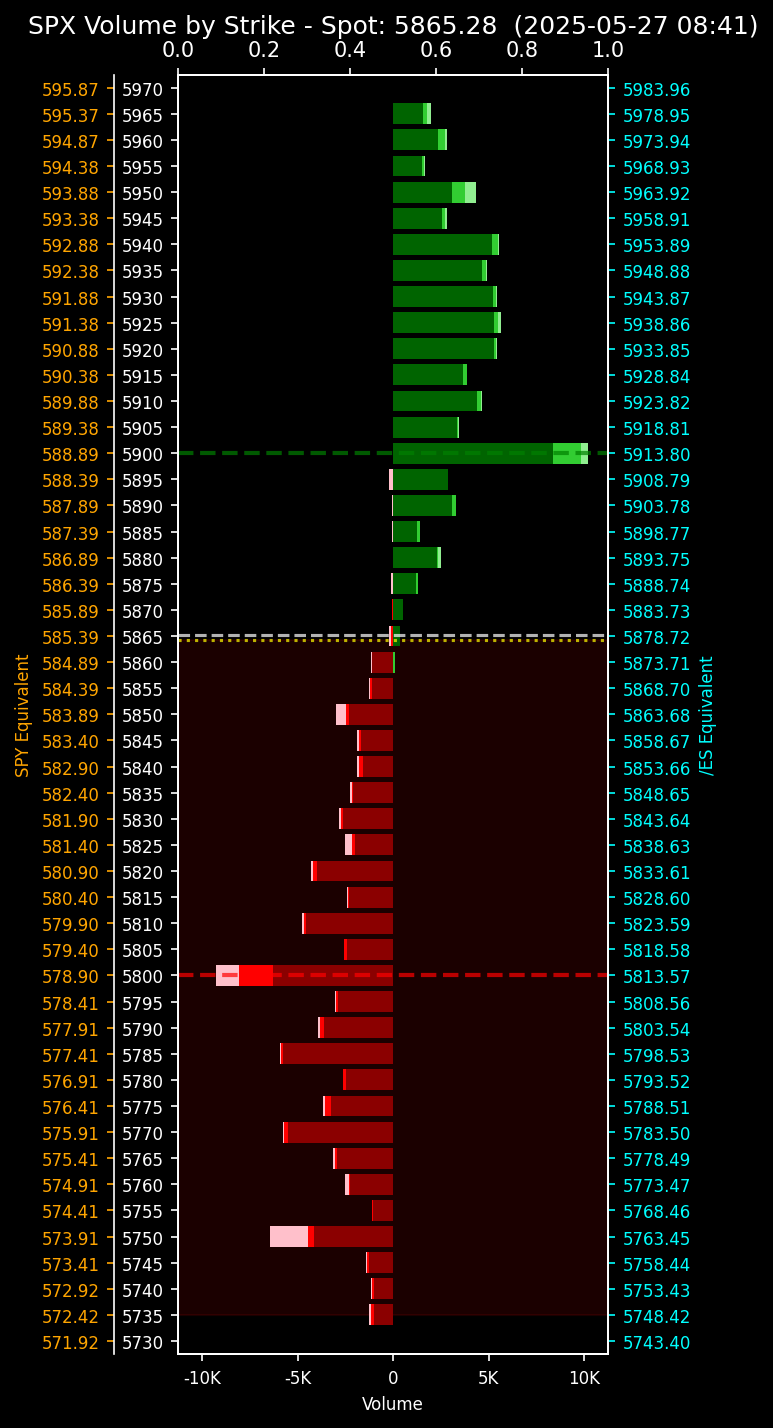 SPX Volume by Strike - Spot: 5865.28 (2025-05-27 08:41)
0.0 0.2 0.4 0.6 0.8 1.0
595.87 5970 5983.96
595.37 5965 5978.95
594.87 5960 5973.94
594.38 5955 5968.93
593.88 5950 5963.92
593.38 5945 5958.91
592.88 5940 5953.89
592.38 5935 5948.88
591.88 5930 5943.87
591.38 5925 5938.86
590.88 5920 5933.85
590.38 5915 5928.84
589.88 5910 5923.82
589.38 5905 5918.81
588.89 5900 5913.80
588.39 5895 5908.79
587.89 5890 5903.78
587.39 5885 5898.77
586.89 5880 5893.75
586.39 5875 5888.74
585.89 5870 5883.73
585.39 5865 5878.72
584.89 5860 5873.71
584.39 5855 5868.70
583.89 5850 5863.68
583.40 5845 5858.67
582.90 5840 5853.66
582.40 5835 5848.65
581.90 5830 5843.64
581.40 5825 5838.63
580.90 5820 5833.61
580.40 5815 5828.60
579.90 5810 5823.59
579.40 5805 5818.58
578.90 5800 5813.57
578.41 5795 5808.56
577.91 5790 5803.54
577.41 5785 5798.53
576.91 5780 5793.52
576.41 5775 5788.51
575.91 5770 5783.50
575.41 5765 5778.49
574.91 5760 5773.47
574.41 5755 5768.46
573.91 5750 5763.45
573.41 5745 5758.44
572.92 5740 5753.43
572.42 5735 5748.42
571.92 5730 5743.40
SPY Equivalent
/ES Equivalent
-10K -5K 0 5K 10K
Volume